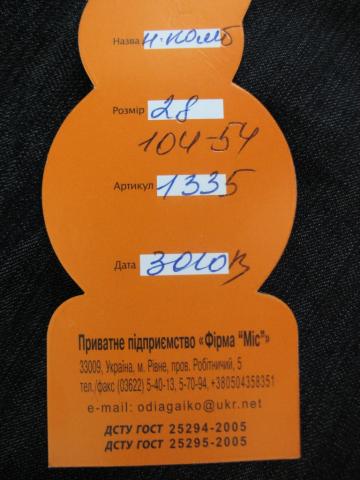 Назва н.комб
Розмір 28
104-54
Артикул 1335
Дата 3010
Приватне підприємство «Фірма "Міс"»
33009, Україна, м. Рівне, пров. Робітничий, 5
тел./факс (03622) 5-40-13, 5-70-94, +380504358351
e-mail: odiagaiko@ukr.net
ДСТУ ГОСТ 25294-2005
ДСТУ ГОСТ 25295-2005